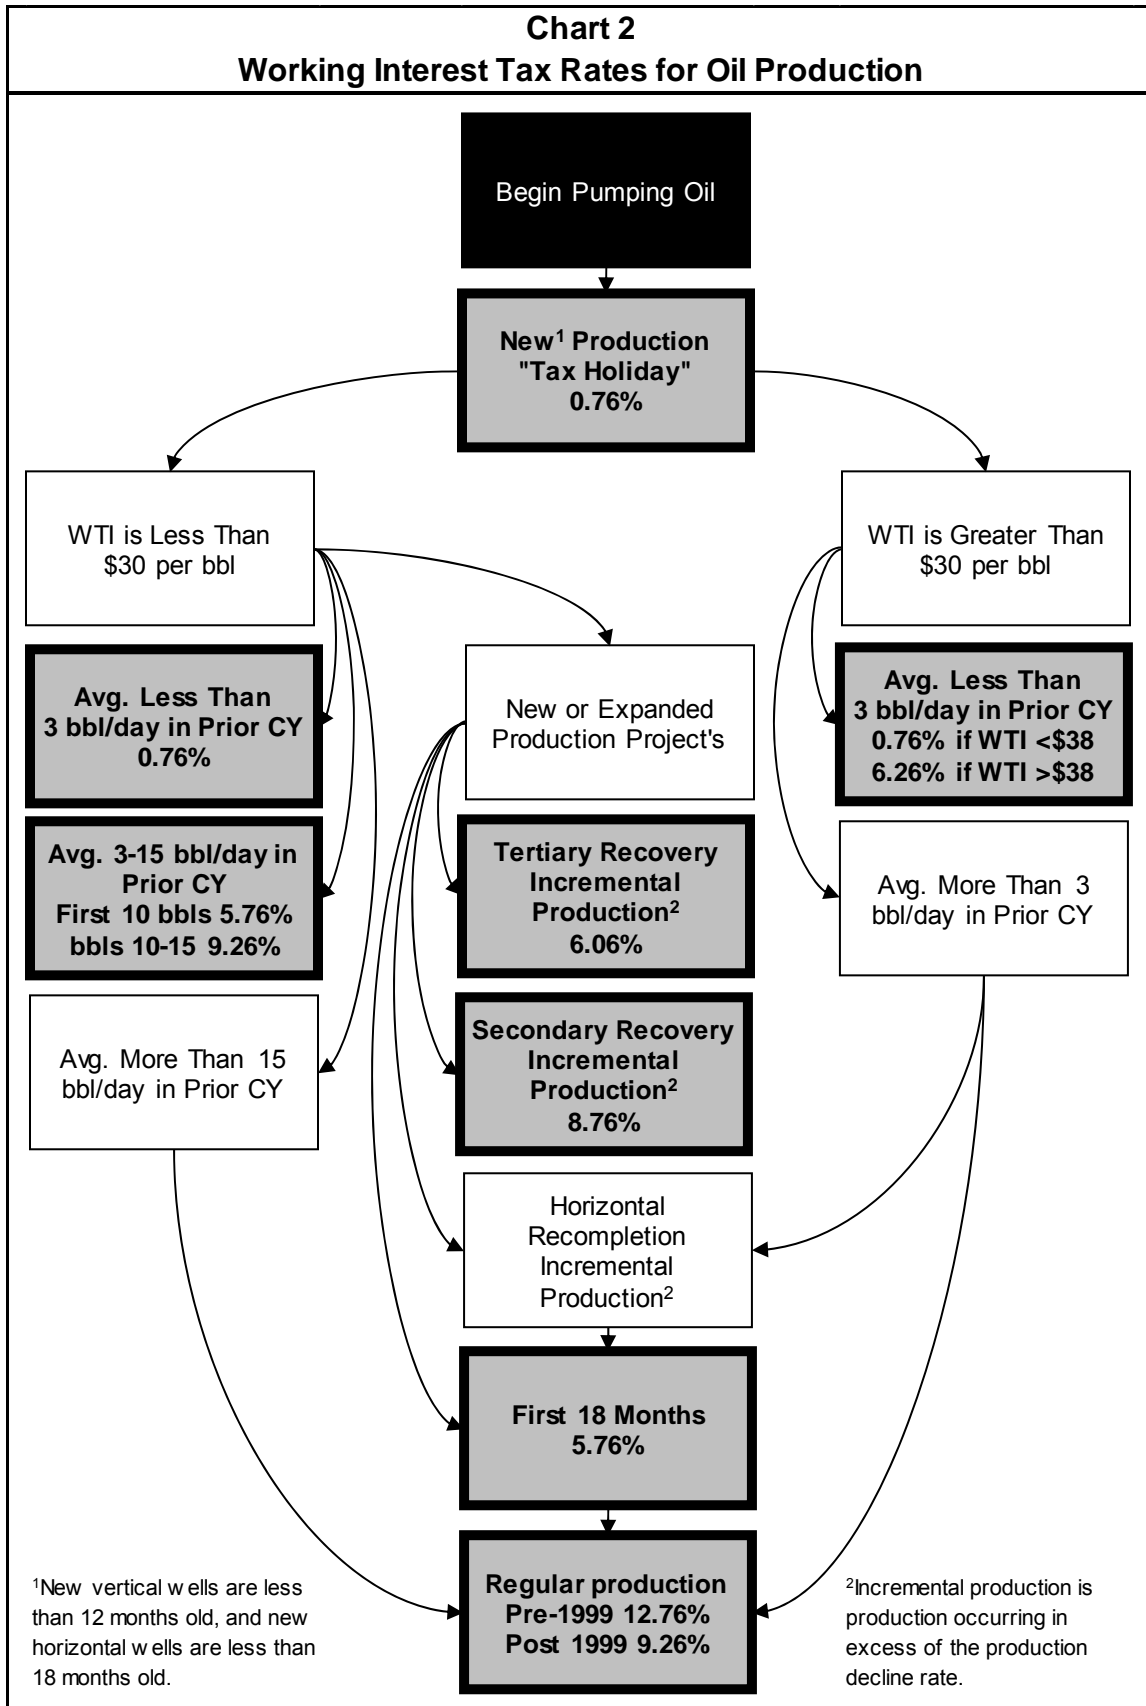 Chart 2
Working Interest Tax Rates for Oil Production
Begin Pumping Oil
New¹ Production
"Tax Holiday"
0.76%
WTI is Less Than
$30 per bbl
WTI is Greater Than
$30 per bbl
Avg. Less Than
3 bbl/day in Prior CY
0.76%
New or Expanded
Production Project's
Avg. Less Than
3 bbl/day in Prior CY
0.76% if WTI <$38
6.26% if WTI >$38
Avg. 3-15 bbl/day in
Prior CY
First 10 bbls 5.76%
bbls 10-15 9.26%
Tertiary Recovery
Incremental
Production²
6.06%
Avg. More Than 3
bbl/day in Prior CY
Avg. More Than 15
bbl/day in Prior CY
Secondary Recovery
Incremental
Production²
8.76%
Horizontal
Recompletion
Incremental
Production²
First 18 Months
5.76%
Regular production
Pre-1999 12.76%
Post 1999 9.26%
¹New vertical wells are less
than 12 months old, and new
horizontal wells are less than
18 months old.
²Incremental production is
production occurring in
excess of the production
decline rate.